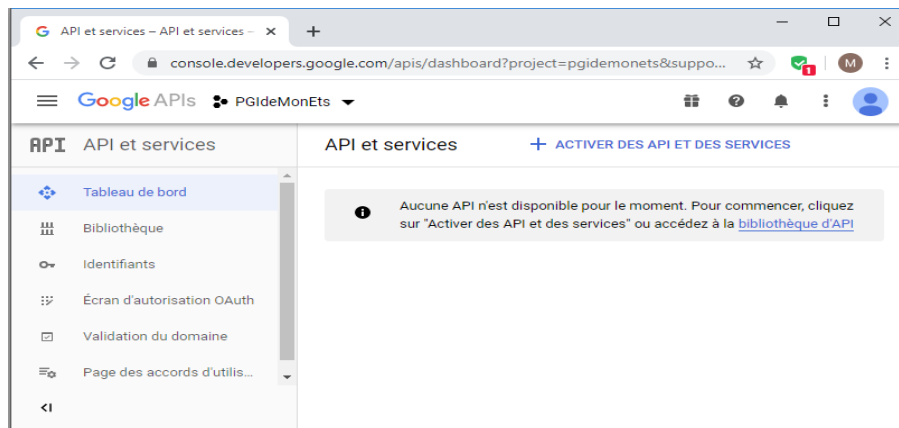 API et services – API et services –
console.developers.google.com/apis/dashboard?project=pgidemonets&suppo...
1
M
Google APIs PGIdeMonEts
API API et services
API et services
+ ACTIVER DES API ET DES SERVICES
Tableau de bord
Bibliothèque
Identifiants
Écran d'autorisation OAuth
Validation du domaine
Page des accords d'utilis...
Aucune API n'est disponible pour le moment. Pour commencer, cliquez
sur "Activer des API et des services" ou accédez à la bibliothèque d'API